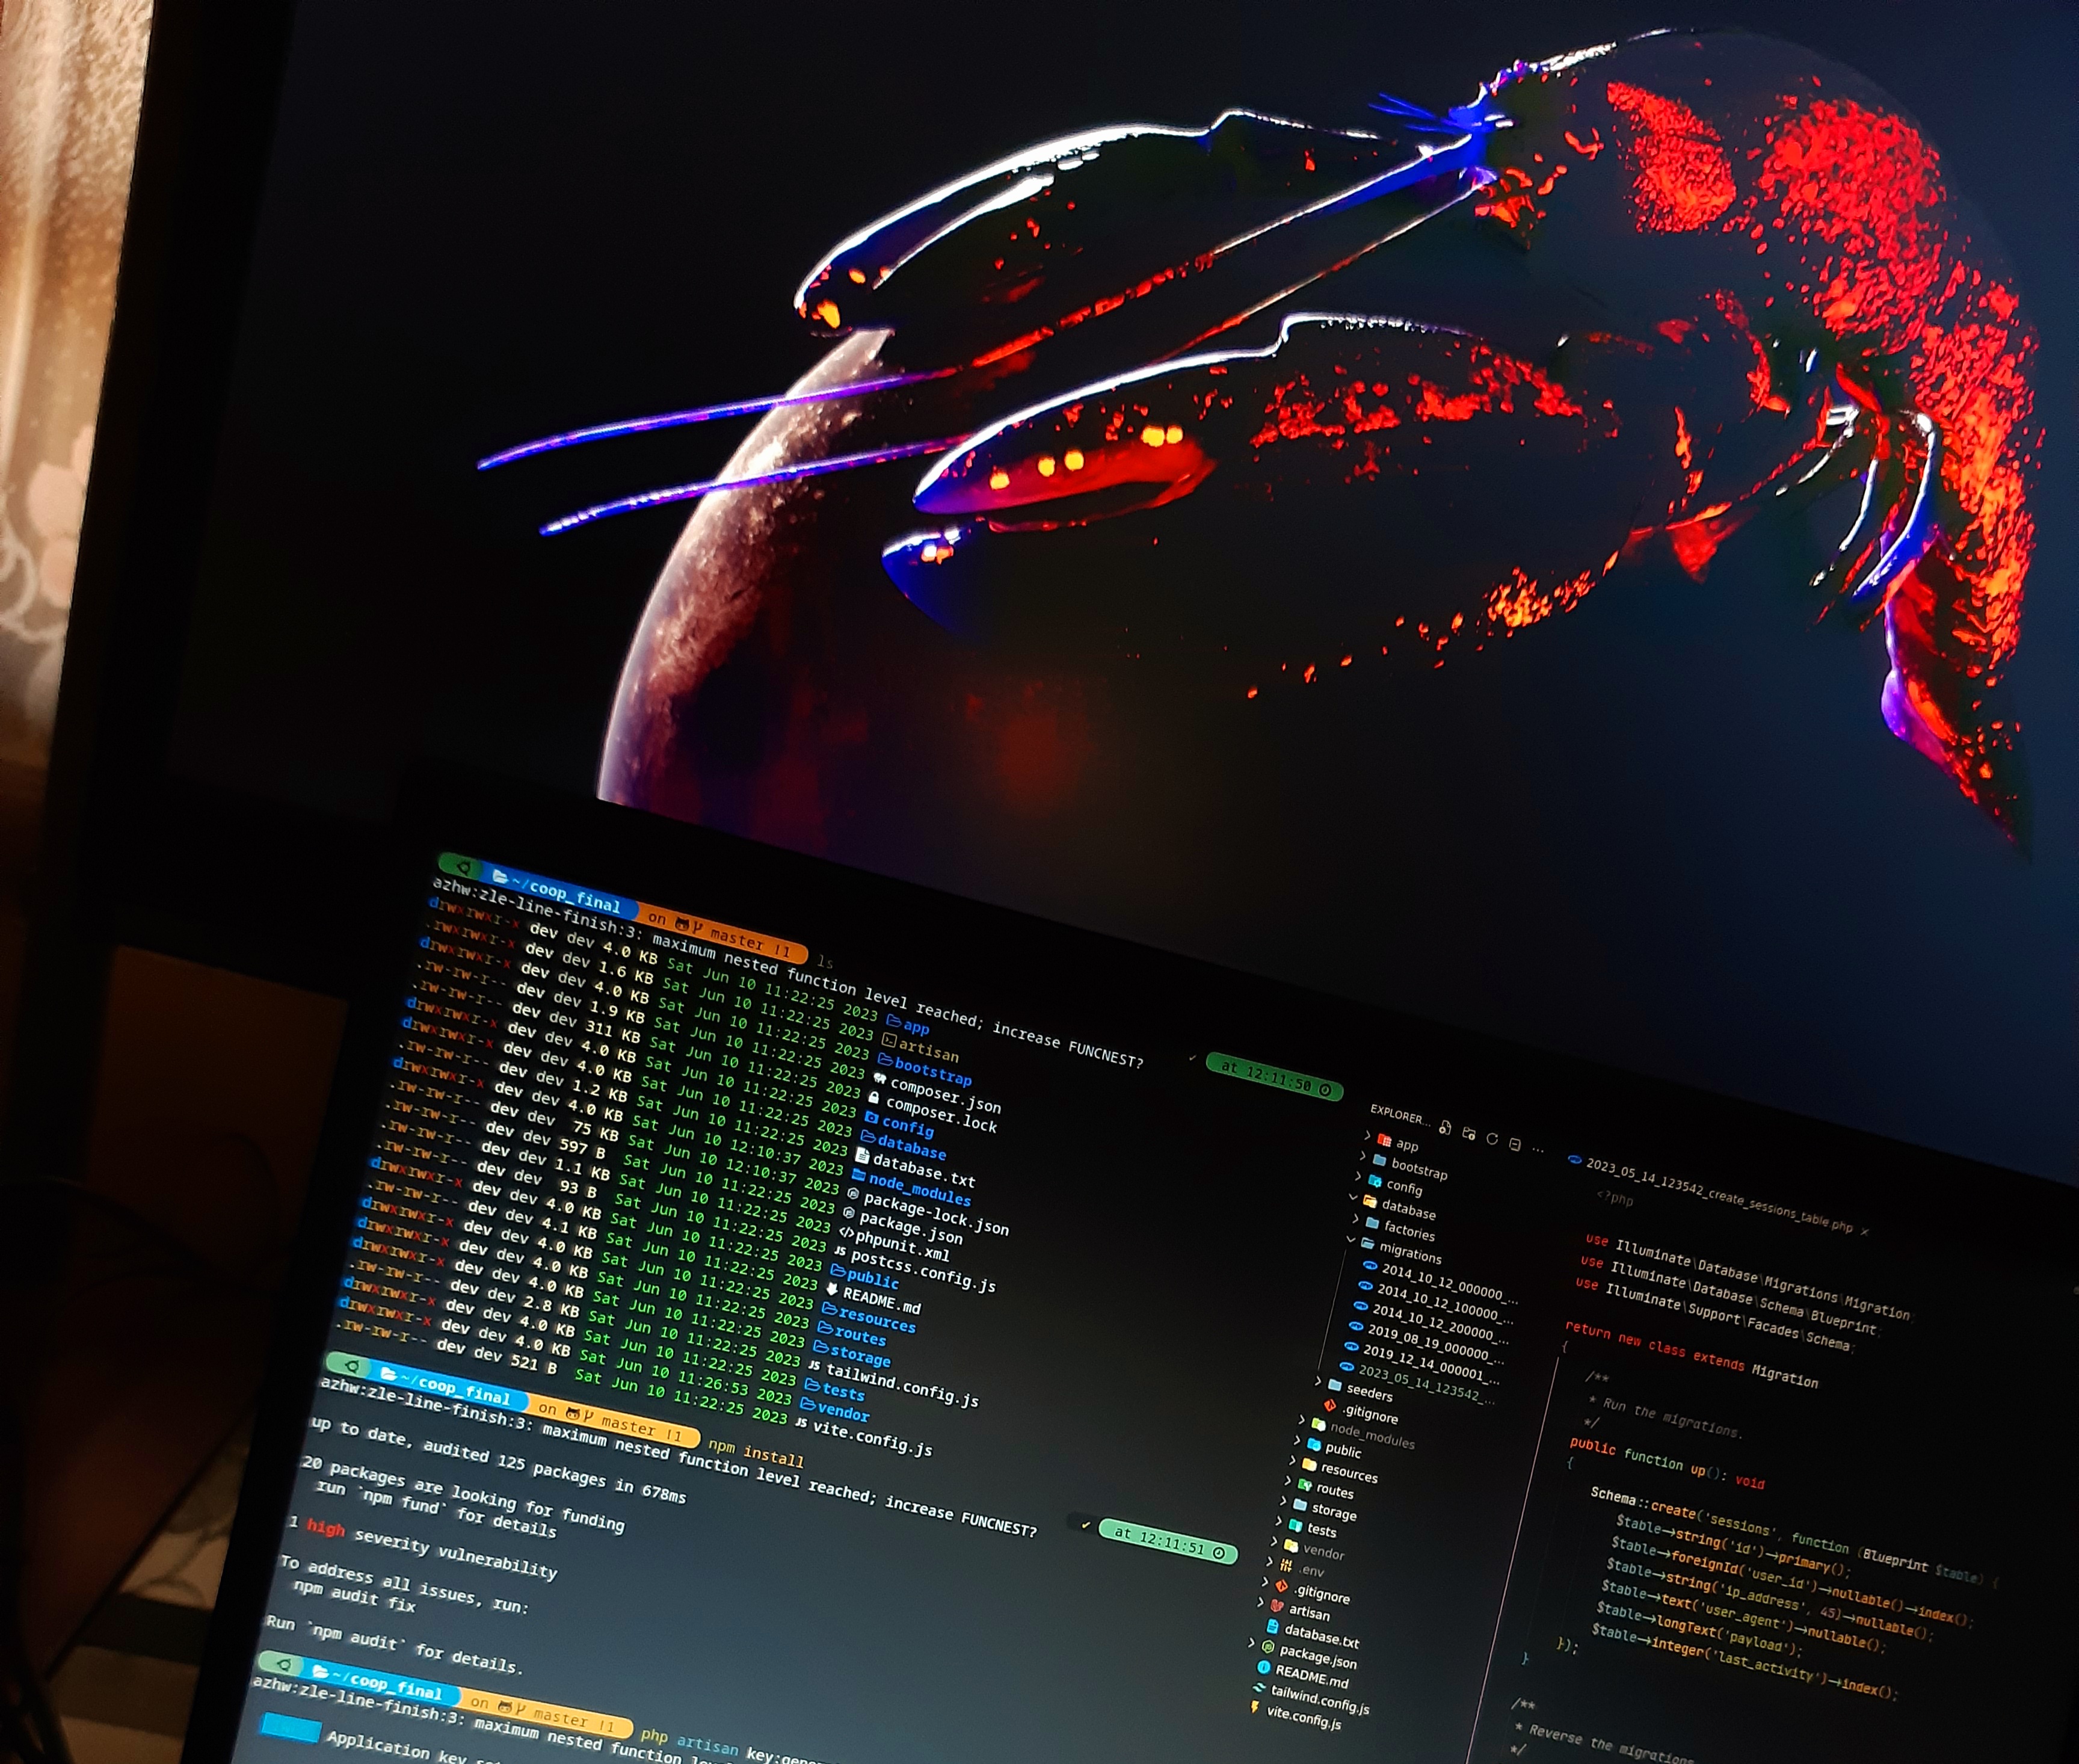 ~/coop_final on master !1 ls at 12:11:50
azhw:zle-line-finish:3: maximum nested function level reached; increase FUNCNEST?
drwxrwxr-x dev dev 4.0 KB Sat Jun 10 11:22:25 2023 app
.rwxrwxr-x dev dev 1.6 KB Sat Jun 10 11:22:25 2023 artisan
drwxrwxr-x dev dev 4.0 KB Sat Jun 10 11:22:25 2023 bootstrap
.rw-rw-r-- dev dev 1.9 KB Sat Jun 10 11:22:25 2023 composer.json
.rw-rw-r-- dev dev 311 KB Sat Jun 10 11:22:25 2023 composer.lock
drwxrwxr-x dev dev 4.0 KB Sat Jun 10 11:22:25 2023 config
drwxrwxr-x dev dev 4.0 KB Sat Jun 10 11:22:25 2023 database
.rw-rw-r-- dev dev 1.2 KB Sat Jun 10 11:22:25 2023 database.txt
drwxrwxr-x dev dev 4.0 KB Sat Jun 10 12:10:37 2023 node_modules
.rw-rw-r-- dev dev 75 KB Sat Jun 10 12:10:37 2023 package-lock.json
.rw-rw-r-- dev dev 597 B Sat Jun 10 11:22:25 2023 package.json
.rw-rw-r-- dev dev 1.1 KB Sat Jun 10 11:22:25 2023 phpunit.xml
.rw-rw-r-- dev dev 93 B Sat Jun 10 11:22:25 2023 postcss.config.js
drwxrwxr-x dev dev 4.0 KB Sat Jun 10 11:22:25 2023 public
.rw-rw-r-- dev dev 4.1 KB Sat Jun 10 11:22:25 2023 README.md
drwxrwxr-x dev dev 4.0 KB Sat Jun 10 11:22:25 2023 resources
drwxrwxr-x dev dev 4.0 KB Sat Jun 10 11:22:25 2023 routes
drwxrwxr-x dev dev 4.0 KB Sat Jun 10 11:22:25 2023 storage
.rw-rw-r-- dev dev 2.8 KB Sat Jun 10 11:22:25 2023 tailwind.config.js
drwxrwxr-x dev dev 4.0 KB Sat Jun 10 11:22:25 2023 tests
drwxrwxr-x dev dev 4.0 KB Sat Jun 10 11:26:53 2023 vendor
.rw-rw-r-- dev dev 521 B Sat Jun 10 11:22:25 2023 vite.config.js
~/coop_final on master !1 npm install at 12:11:51
azhw:zle-line-finish:3: maximum nested function level reached; increase FUNCNEST?
up to date, audited 125 packages in 678ms
20 packages are looking for funding
run `npm fund` for details
1 high severity vulnerability
To address all issues, run:
npm audit fix
Run `npm audit` for details.
~/coop_final on master !1 php artisan
azhw:zle-line-finish:3: maximum nested function
Application key
EXPLORER...
app
bootstrap
config
database
factories
migrations
2014_10_12_000000_...
2014_10_12_100000_...
2014_10_12_200000_...
2019_08_19_000000_...
2019_12_14_000001_...
2023_05_14_123542_...
seeders
.gitignore
node_modules
public
resources
routes
storage
tests
vendor
.env
.gitignore
artisan
database.txt
package.json
README.md
tailwind.config.js
vite.config.js
2023_05_14_123542_create_sessions_table.php ×
<?php
use Illuminate\Database\Migrations\Migration;
use Illuminate\Database\Schema\Blueprint;
use Illuminate\Support\Facades\Schema;
return new class extends Migration
{
/**
* Run the migrations.
*/
public function up(): void
{
Schema::create('sessions', function (Blueprint $table) {
$table->string('id')->primary();
$table->foreignId('user_id')->nullable()->index();
$table->string('ip_address', 45)->nullable();
$table->text('user_agent')->nullable();
$table->longText('payload');
$table->integer('last_activity')->index();
});
}
/**
* Reverse the migrations
*/